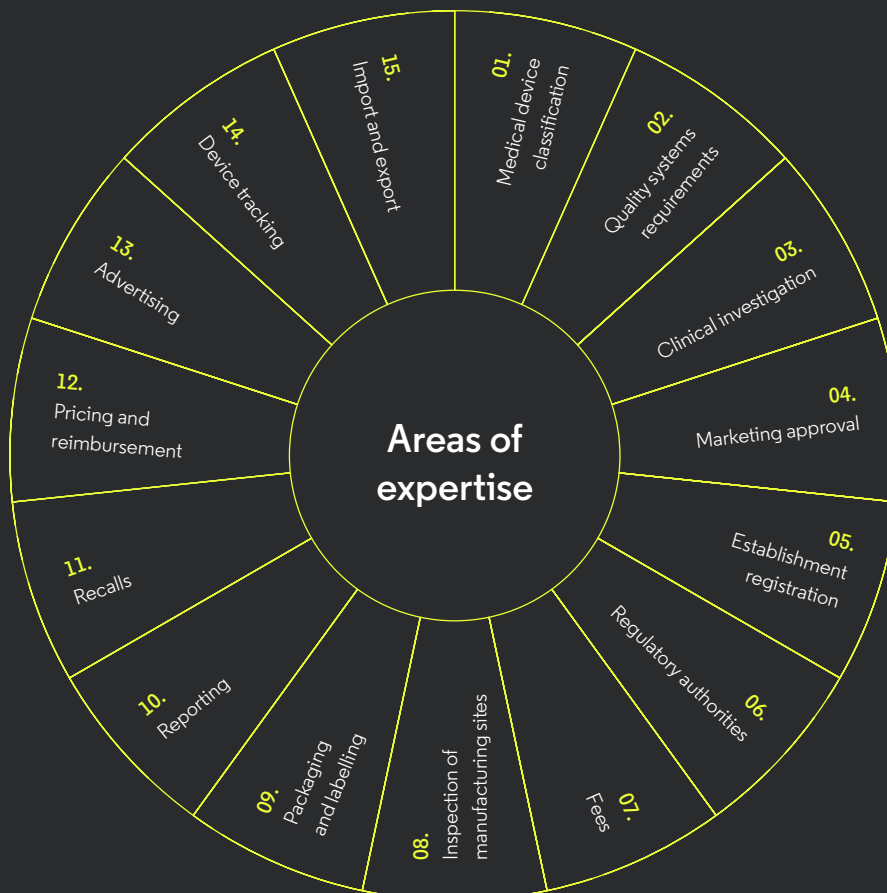 Areas of
expertise
01.
Medical device
classification
02.
Quality systems
requirements
03.
Clinical investigation
04.
Marketing approval
05.
Establishment
registration
06.
Regulatory authorities
07.
Fees
08.
Inspection of
manufacturing sites
09.
Packaging
and labelling
10.
Reporting
11.
Recalls
12.
Pricing and
reimbursement
13.
Advertising
14.
Device tracking
15.
Import and export